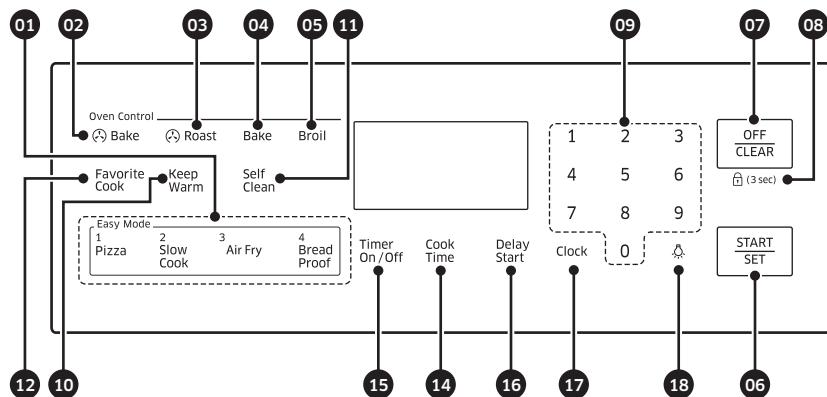 01 02 03 04 05 11 09 07 08
Oven Control
Bake Roast Bake Broil
1 2 3
OFF
CLEAR
(3 sec)
Favorite
Cook
Keep
Warm
Self
Clean
4 5 6
Easy Mode
1
Pizza
2
Slow
Cook
3
Air Fry
4
Bread
Proof
7 8 9
Timer
On/Off
Cook
Time
Delay
Start
Clock
0
START
SET
12 10 15 14 16 17 18 06